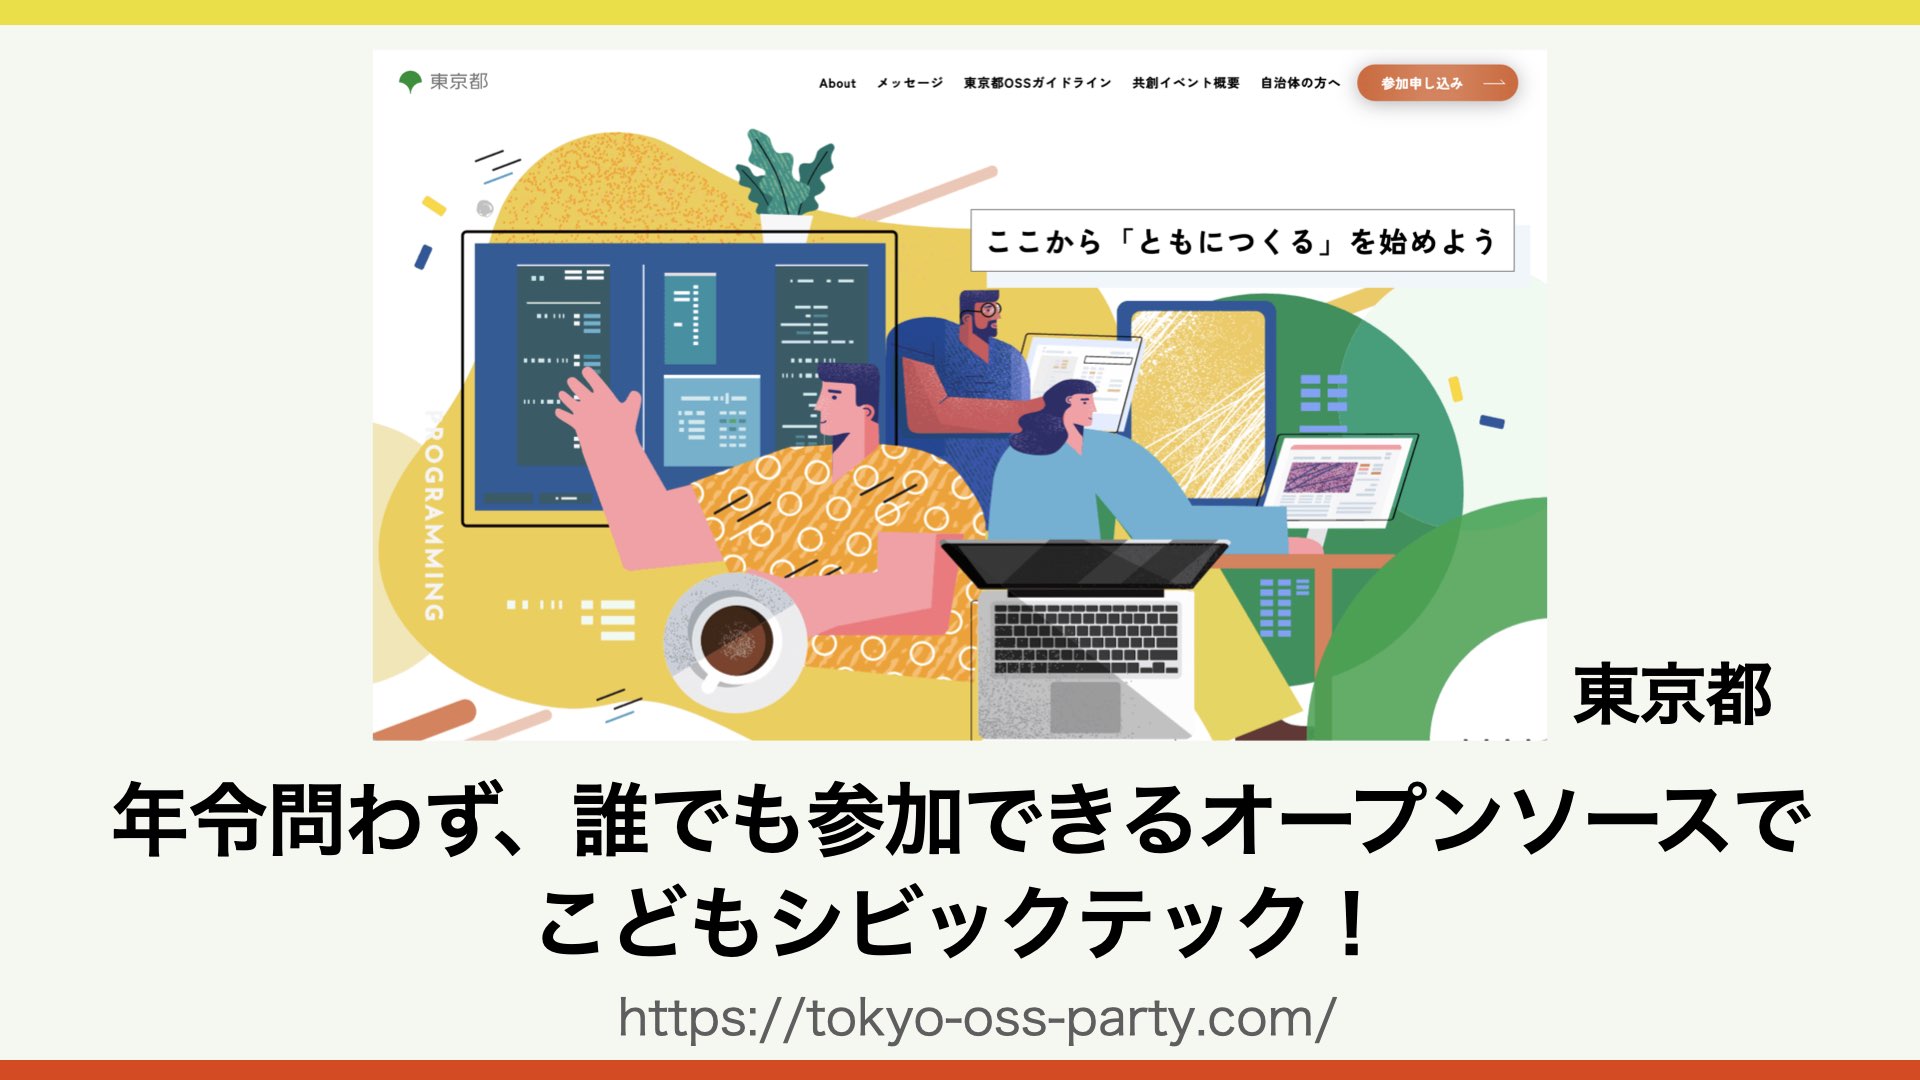 東京都
About メッセージ 東京都OSSガイドライン 共創イベント概要 自治体の方へ 参加申し込み
ここから「ともにつくる」を始めよう
PROGRAMMING
東京都
年令問わず、誰でも参加できるオープンソースで
こどもシビックテック！
https://tokyo-oss-party.com/